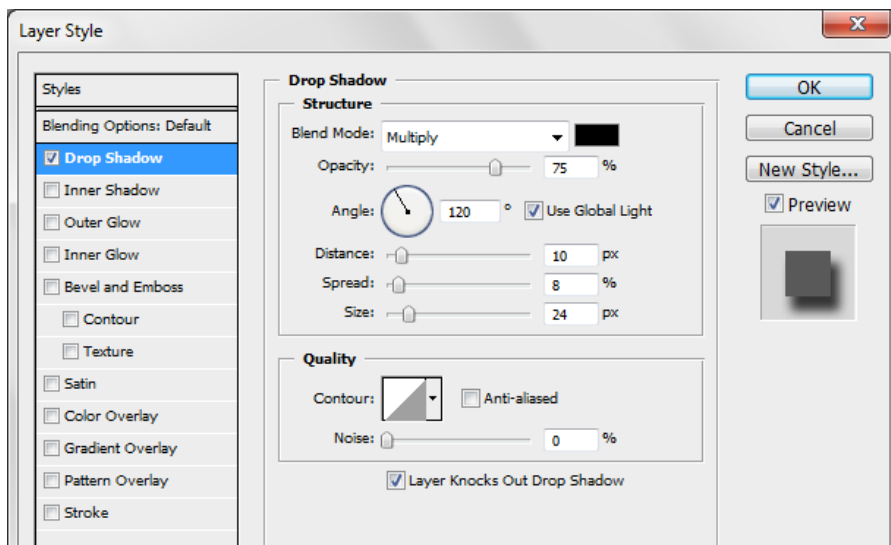 Layer Style
Styles
Blending Options: Default
Drop Shadow
Inner Shadow
Outer Glow
Inner Glow
Bevel and Emboss
Contour
Texture
Satin
Color Overlay
Gradient Overlay
Pattern Overlay
Stroke
Drop Shadow
Structure
Blend Mode: Multiply
Opacity: 75 %
Angle: 120 ° Use Global Light
Distance: 10 px
Spread: 8 %
Size: 24 px
Quality
Contour: Anti-aliased
Noise: 0 %
Layer Knocks Out Drop Shadow
OK
Cancel
New Style...
Preview